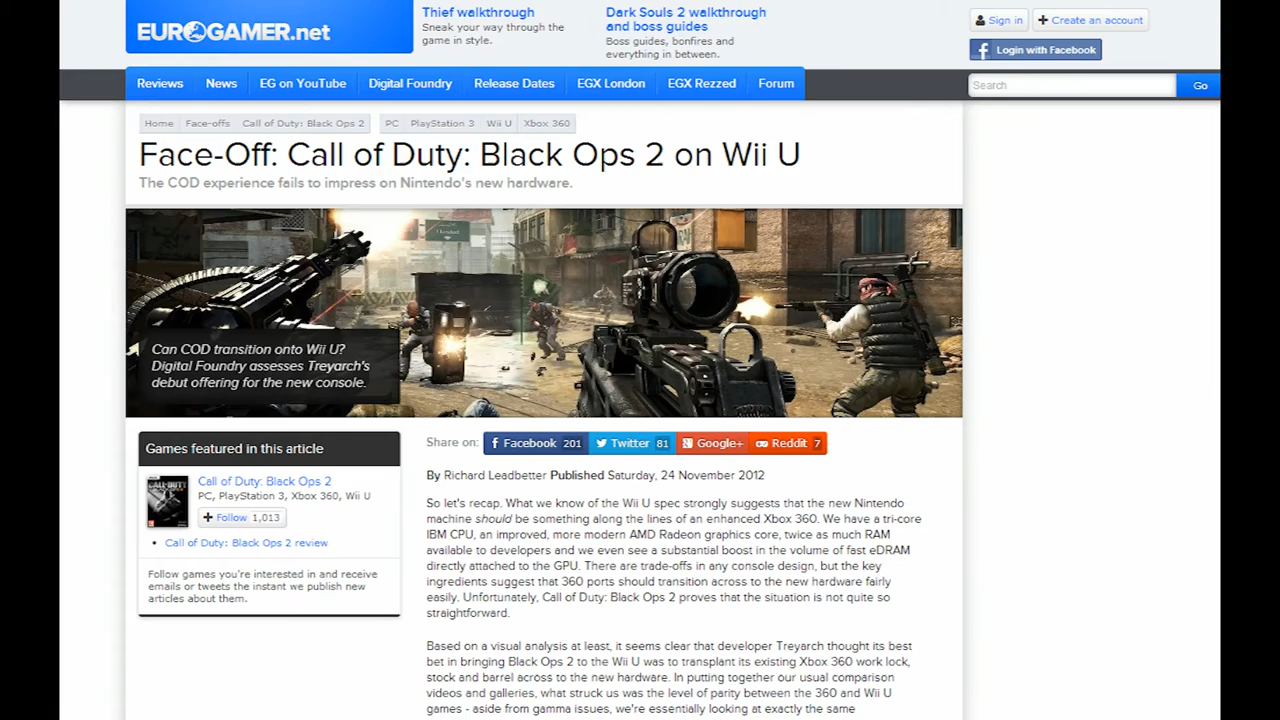 EUROGAMER.net
Thief walkthrough
Sneak your way through the
game in style.
Dark Souls 2 walkthrough
and boss guides
Boss guides, bonfires and
everything in between.
Sign in
Create an account
f Login with Facebook
Reviews News EG on YouTube Digital Foundry Release Dates EGX London EGX Rezzed Forum
Search
Go
Home Face-offs Call of Duty: Black Ops 2 PC PlayStation 3 Wii U Xbox 360
Face-Off: Call of Duty: Black Ops 2 on Wii U
The COD experience fails to impress on Nintendo's new hardware.
Can COD transition onto Wii U?
Digital Foundry assesses Treyarch's
debut offering for the new console.
Games featured in this article
CALL OF DUTY
Call of Duty: Black Ops 2
PC, PlayStation 3, Xbox 360, Wii U
+ Follow 1,013
• Call of Duty: Black Ops 2 review
Follow games you're interested in and receive
emails or tweets the instant we publish new
articles about them.
Share on: f Facebook 201 Twitter 81 Google+ Reddit 7
By Richard Leadbetter Published Saturday, 24 November 2012
So let's recap. What we know of the Wii U spec strongly suggests that the new Nintendo
machine should be something along the lines of an enhanced Xbox 360. We have a tri-core
IBM CPU, an improved, more modern AMD Radeon graphics core, twice as much RAM
available to developers and we even see a substantial boost in the volume of fast eDRAM
directly attached to the GPU. There are trade-offs in any console design, but the key
ingredients suggest that 360 ports should transition across to the new hardware fairly
easily. Unfortunately, Call of Duty: Black Ops 2 proves that the situation is not quite so
straightforward.
Based on a visual analysis at least, it seems clear that developer Treyarch thought its best
bet in bringing Black Ops 2 to the Wii U was to transplant its existing Xbox 360 work lock,
stock and barrel across to the new hardware. In putting together our usual comparison
videos and galleries, what struck us was the level of parity between the 360 and Wii U
games - aside from gamma issues, we're essentially looking at exactly the same